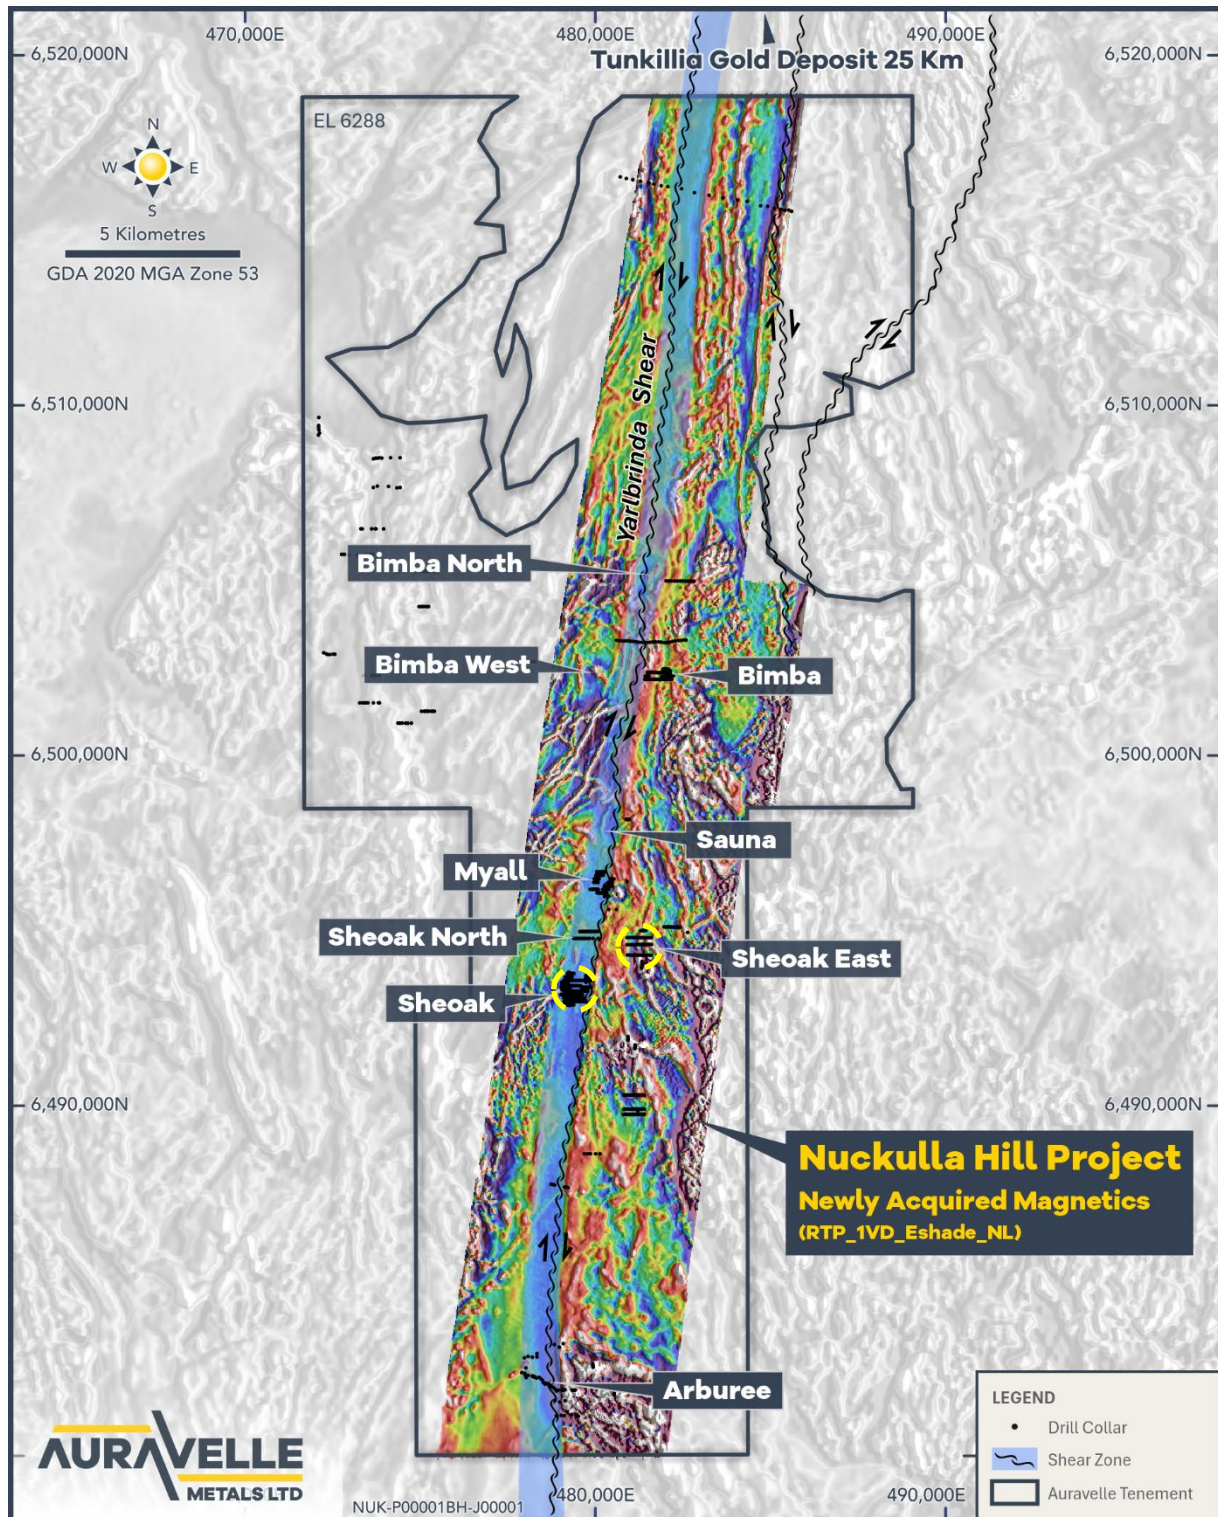 470,000E
480,000E
490,000E
6,520,000N
6,520,000N
Tunkillia Gold Deposit 25 Km
EL 6288
N
W
E
S
5 Kilometres
GDA 2020 MGA Zone 53
Yarlbrinda Shear
6,510,000N
6,510,000N
Bimba North
Bimba West
Bimba
6,500,000N
6,500,000N
Sauna
Myall
Sheoak North
Sheoak East
Sheoak
6,490,000N
6,490,000N
Nuckulla Hill Project
Newly Acquired Magnetics
(RTP_1VD_Eshade_NL)
Arburee
LEGEND
Drill Collar
Shear Zone
Auravelle Tenement
AURAVELLE
METALS LTD
NUK-P00001BH-J00001
480,000E
490,000E